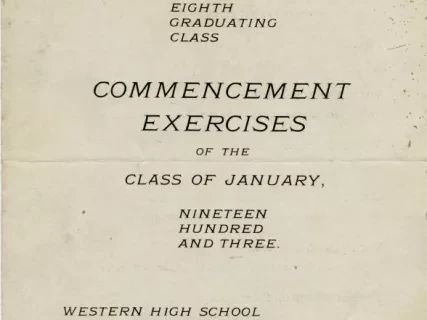 EIGHTH
GRADUATING
CLASS
COMMENCEMENT
EXERCISES
OF THE
CLASS OF JANUARY,
NINETEEN
HUNDRED
AND THREE.
WESTERN HIGH SCHOOL